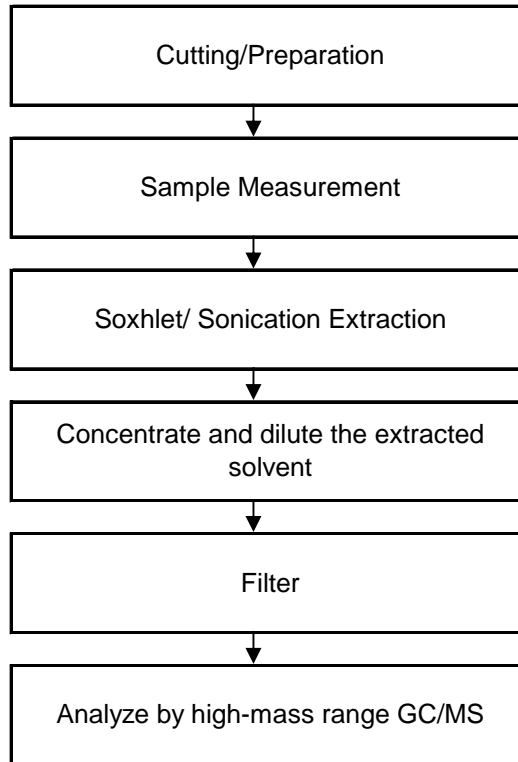 Cutting/Preparation
Sample Measurement
Soxhlet/ Sonication Extraction
Concentrate and dilute the extracted
solvent
Filter
Analyze by high-mass range GC/MS